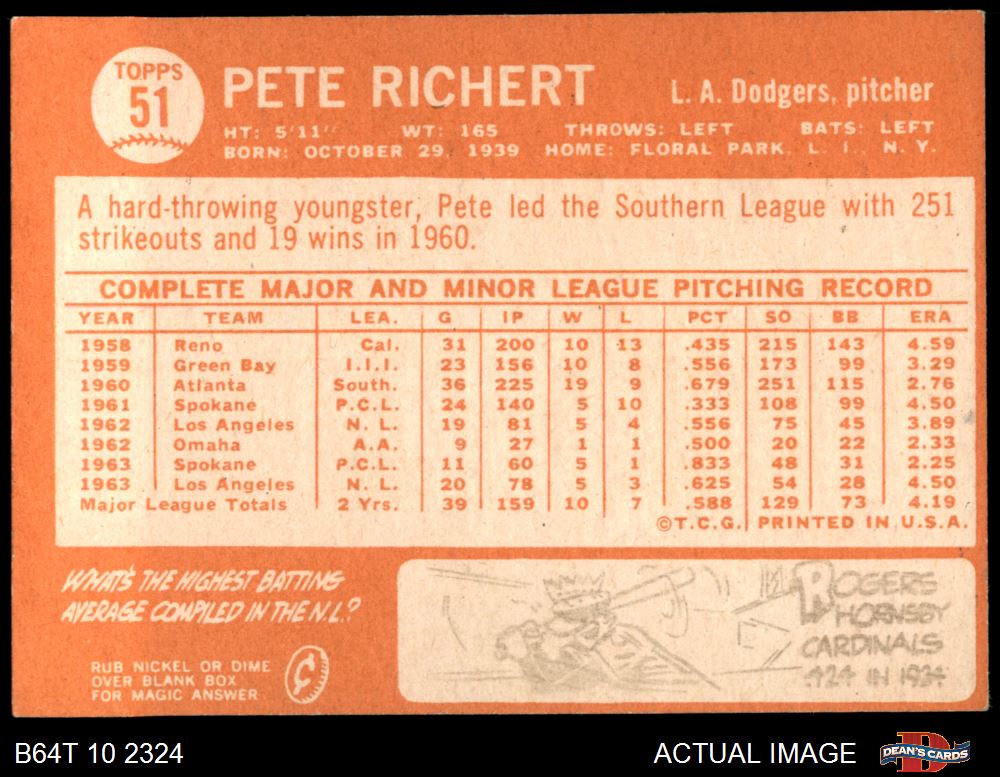 TOPPS
51
PETE RICHERT
L. A. Dodgers, pitcher
HT: 5'11" WT: 165 THROWS: LEFT BATS: LEFT
BORN: OCTOBER 29, 1939 HOME: FLORAL PARK, L. I., N. Y.
A hard-throwing youngster, Pete led the Southern League with 251
strikeouts and 19 wins in 1960.
COMPLETE MAJOR AND MINOR LEAGUE PITCHING RECORD
YEAR TEAM LEA. G IP W L PCT SO BB ERA
1958 Reno Cal. 31 200 10 13 .435 215 143 4.59
1959 Green Bay I.I.I. 23 156 10 8 .556 173 99 3.29
1960 Atlanta South. 36 225 19 9 .679 251 115 2.76
1961 Spokane P.C.L. 24 140 5 10 .333 108 99 4.50
1962 Los Angeles N. L. 19 81 5 4 .556 75 45 3.89
1962 Omaha A.A. 9 27 1 1 .500 20 22 2.33
1963 Spokane P.C.L. 11 60 5 1 .833 48 31 2.25
1963 Los Angeles N. L. 20 78 5 3 .625 54 28 4.50
Major League Totals 2 Yrs. 39 159 10 7 .588 129 73 4.19
©T.C.G. PRINTED IN U.S.A.
WHAT'S THE HIGHEST BATTING
AVERAGE COMPILED IN THE N.L.?
RUB NICKEL OR DIME
OVER BLANK BOX
FOR MAGIC ANSWER
¢
ROGERS
HORNSBY
CARDINALS
.424 IN 1924
B64T 10 2324
ACTUAL IMAGE
D
DEAN'S CARDS